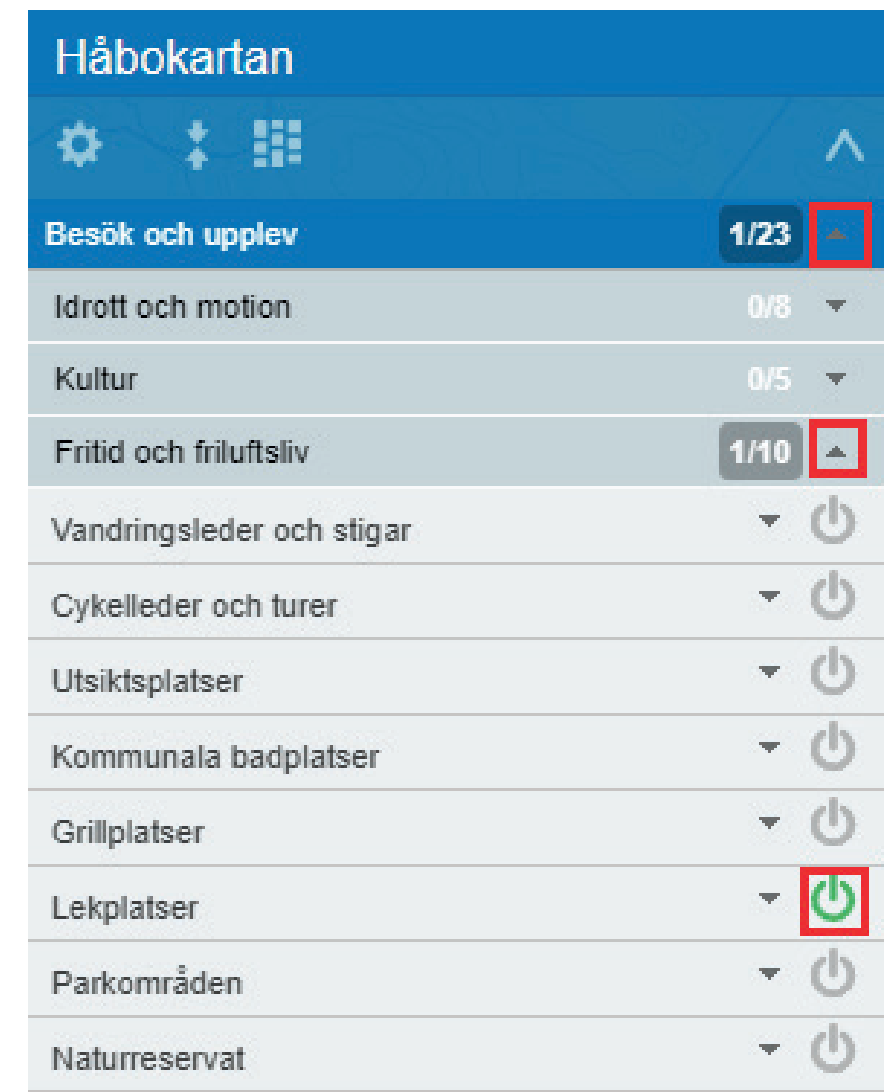 Håbokartan
Besök och upplev 1/23
Idrott och motion 0/8
Kultur 0/5
Fritid och friluftsliv 1/10
Vandringsleder och stigar
Cykelleder och turer
Utsiktsplatser
Kommunala badplatser
Grillplatser
Lekplatser
Parkområden
Naturreservat